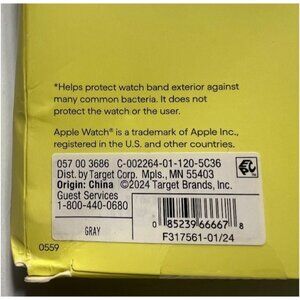 *Helps protect watch band exterior against
many common bacteria. It does not
protect the watch or the user.
Apple Watch® is a trademark of Apple Inc.,
registered in the U.S. and other countries.
057 00 3686 C-002264-01-120-5C36
Dist. by Target Corp. Mpls., MN 55403
Origin: China ©2024 Target Brands, Inc.
Guest Services
1-800-440-0680
GRAY
0 85239 66667 8
F317561-01/24
0559